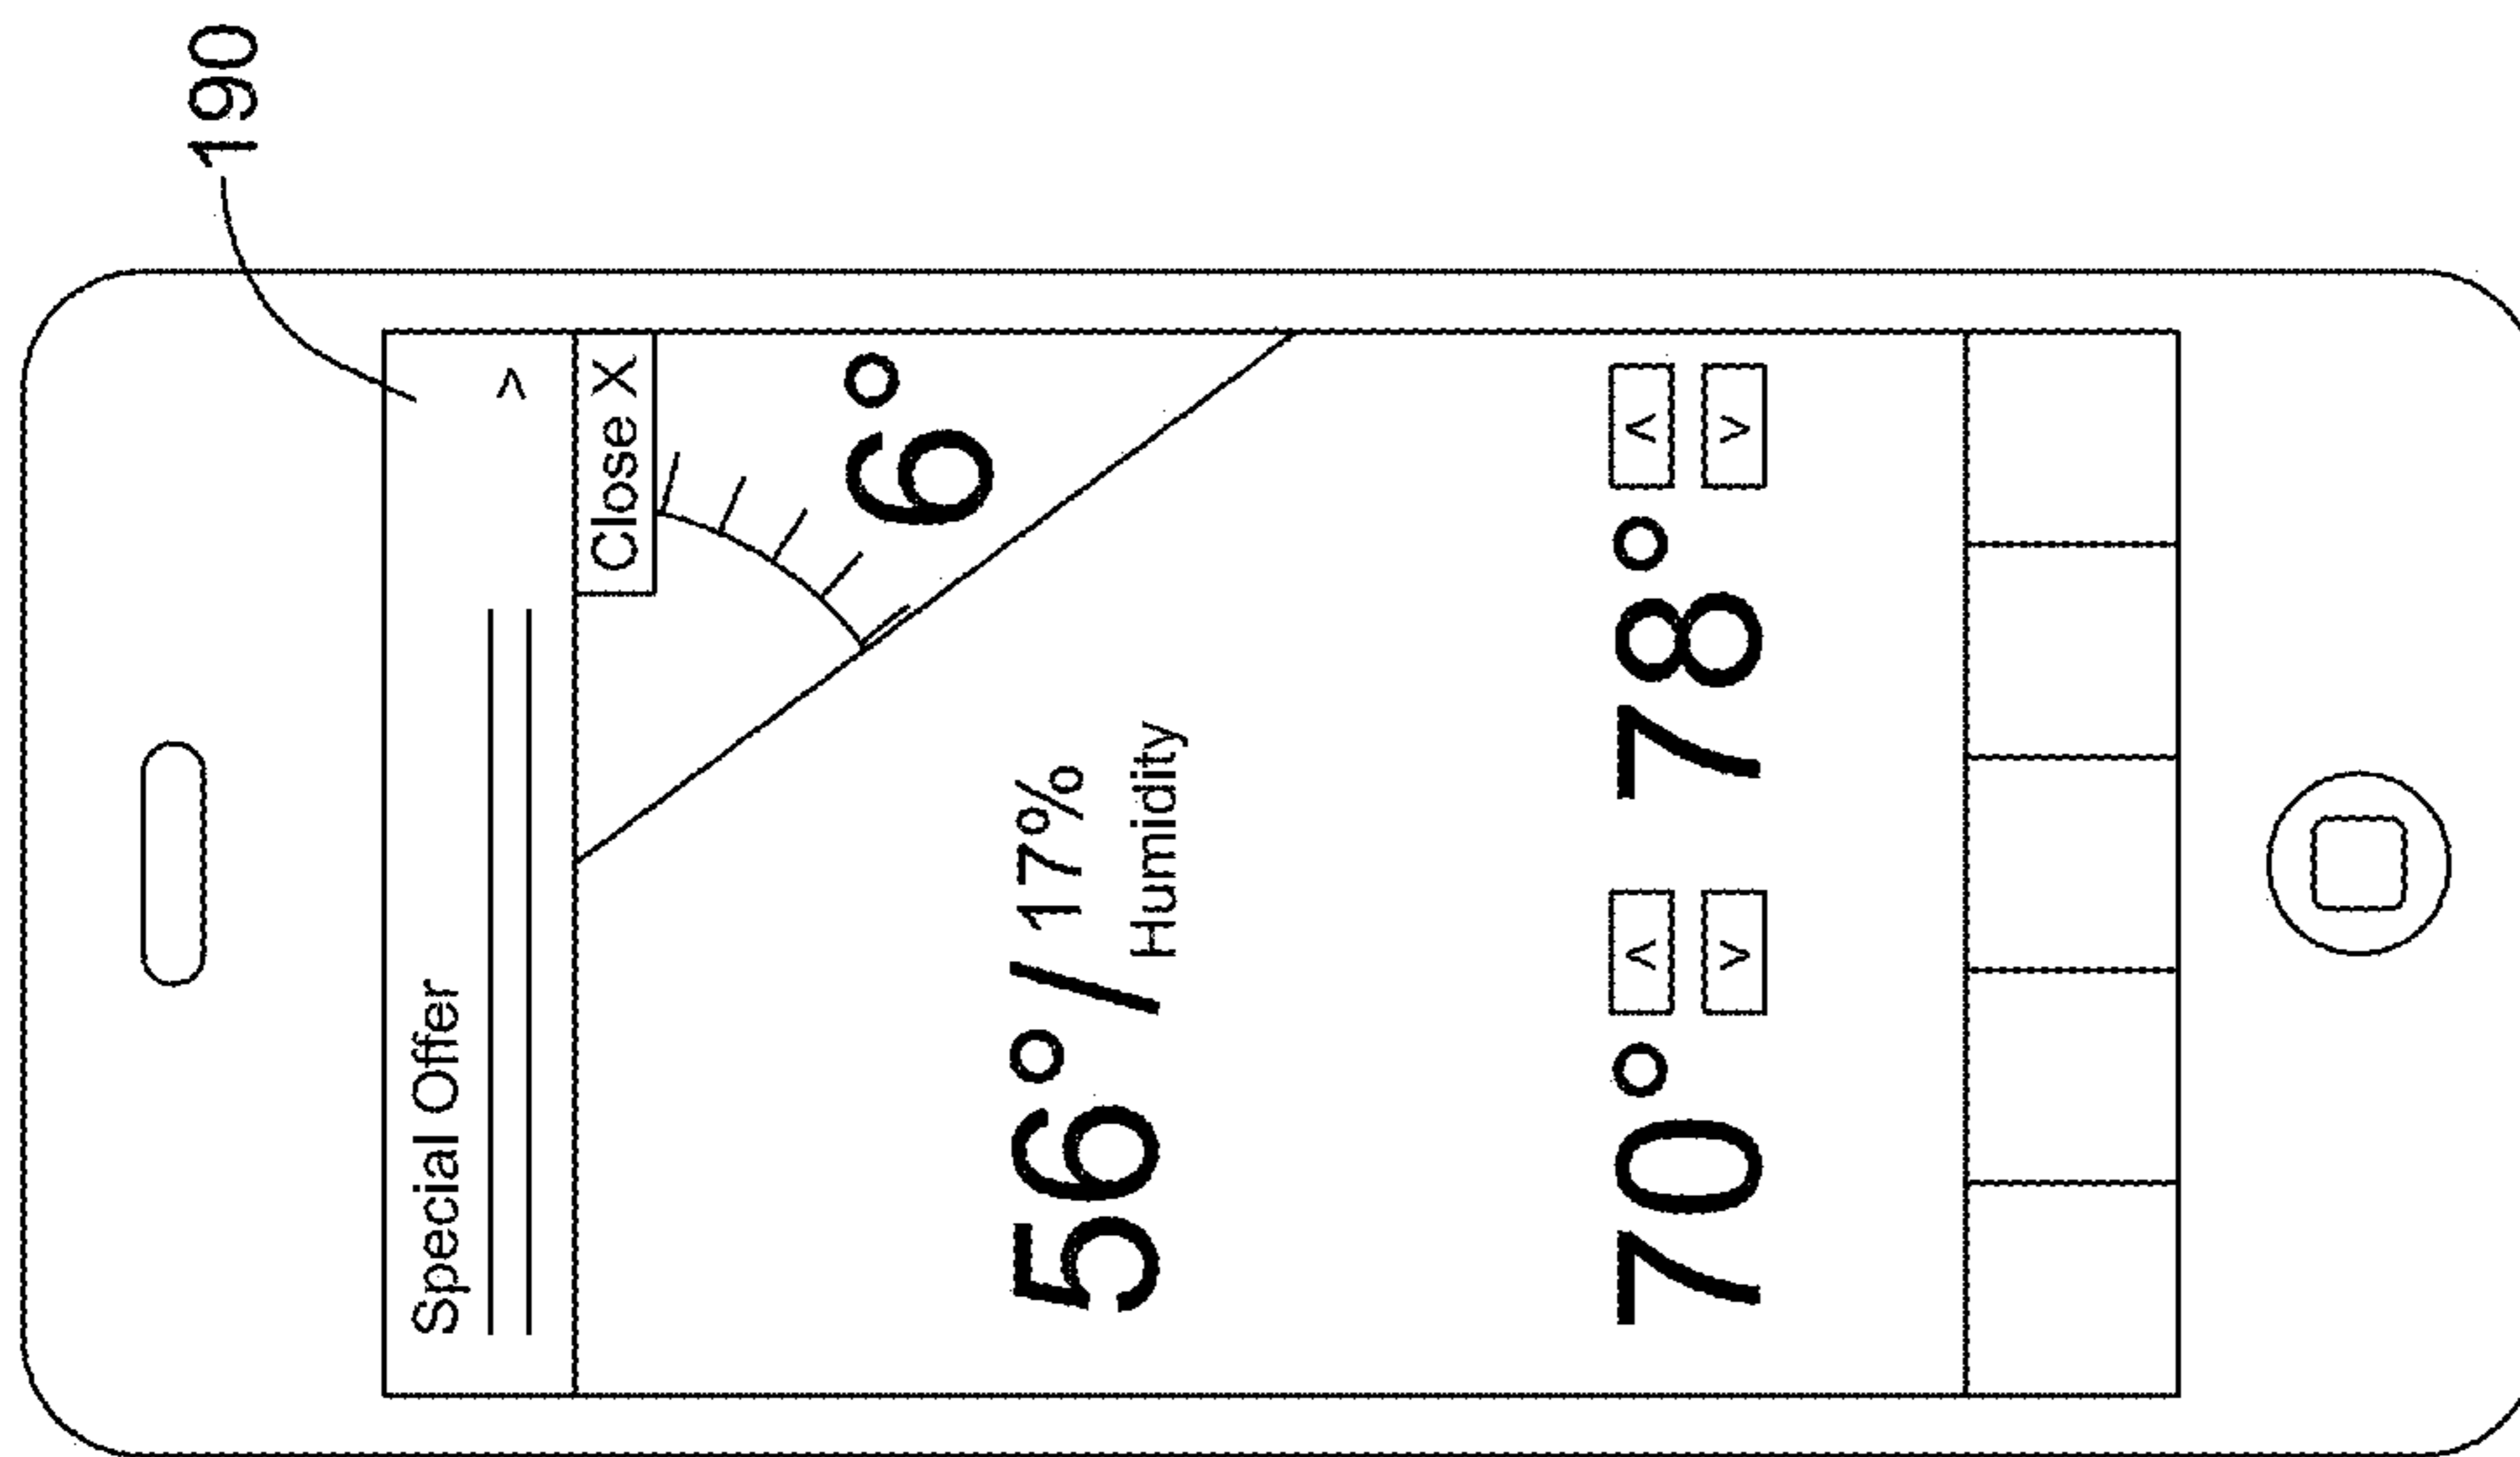 190
Special Offer
>
Close X
6°
56° / 17%
Humidity
70° ^ 78° ^
v v